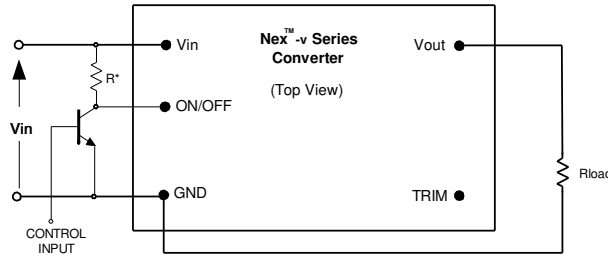 Nex™-v Series
Converter
(Top View)
Vin
Vout
R*
ON/OFF
Vin
GND
TRIM
Rload
CONTROL
INPUT